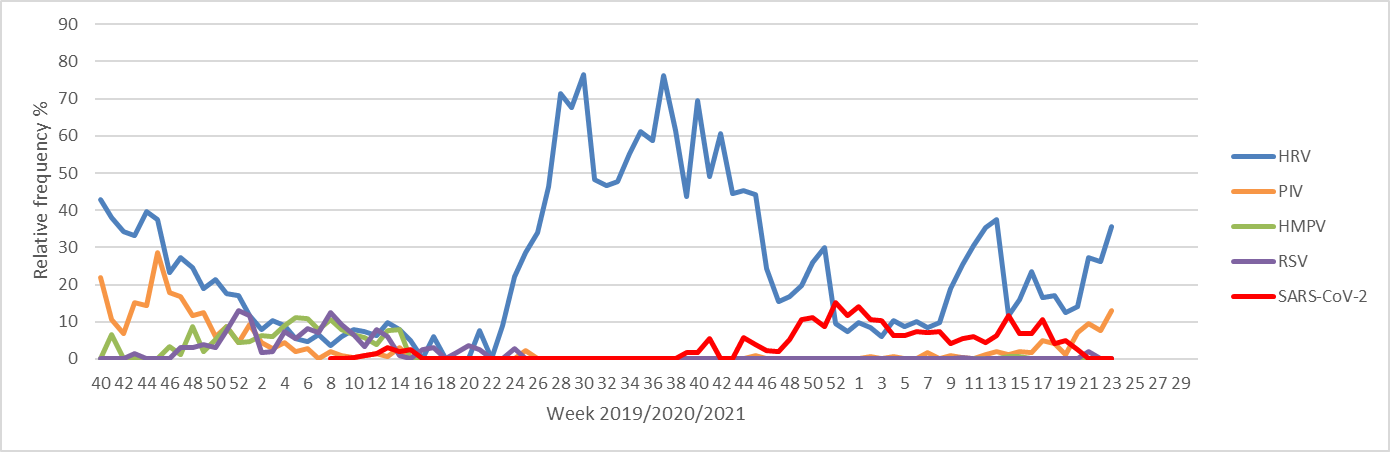 90
80
70
60
50
40
30
20
10
0
Relative frequency %
40 42 44 46 48 50 52 2 4 6 8 10 12 14 16 18 20 22 24 26 28 30 32 34 36 38 40 42 44 46 48 50 52 1 3 5 7 9 11 13 15 17 19 21 23 25 27 29
Week 2019/2020/2021
HRV
PIV
HMPV
RSV
SARS-CoV-2